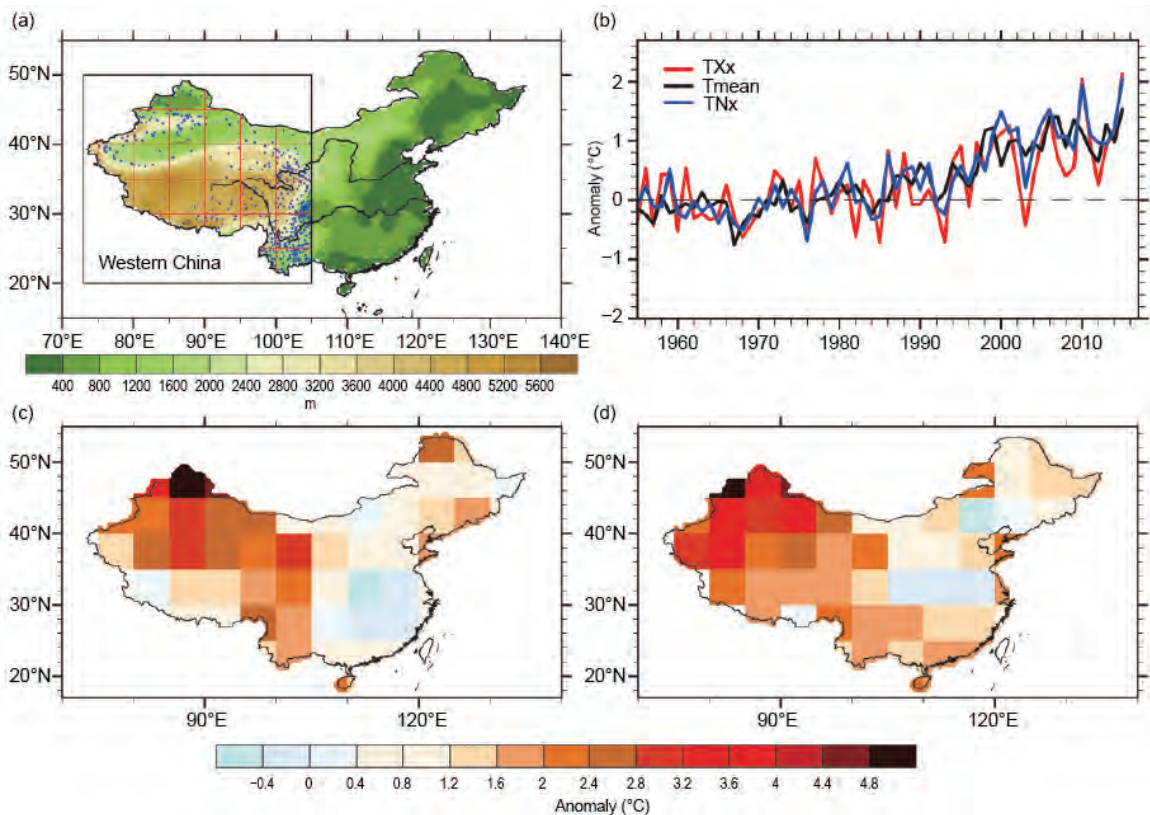 (a)
50°N
40°N
30°N
20°N
Western China
70°E 80°E 90°E 100°E 110°E 120°E 130°E 140°E
400 800 1200 1600 2000 2400 2800 3200 3600 4000 4400 4800 5200 5600
m
(b)
Anomaly (°C)
2
1
0
−1
−2
TXx
Tmean
TNx
1960 1970 1980 1990 2000 2010
(c)
50°N
40°N
30°N
20°N
90°E 120°E
(d)
50°N
40°N
30°N
20°N
90°E 120°E
−0.4 0 0.4 0.8 1.2 1.6 2 2.4 2.8 3.2 3.6 4 4.4 4.8
Anomaly (°C)